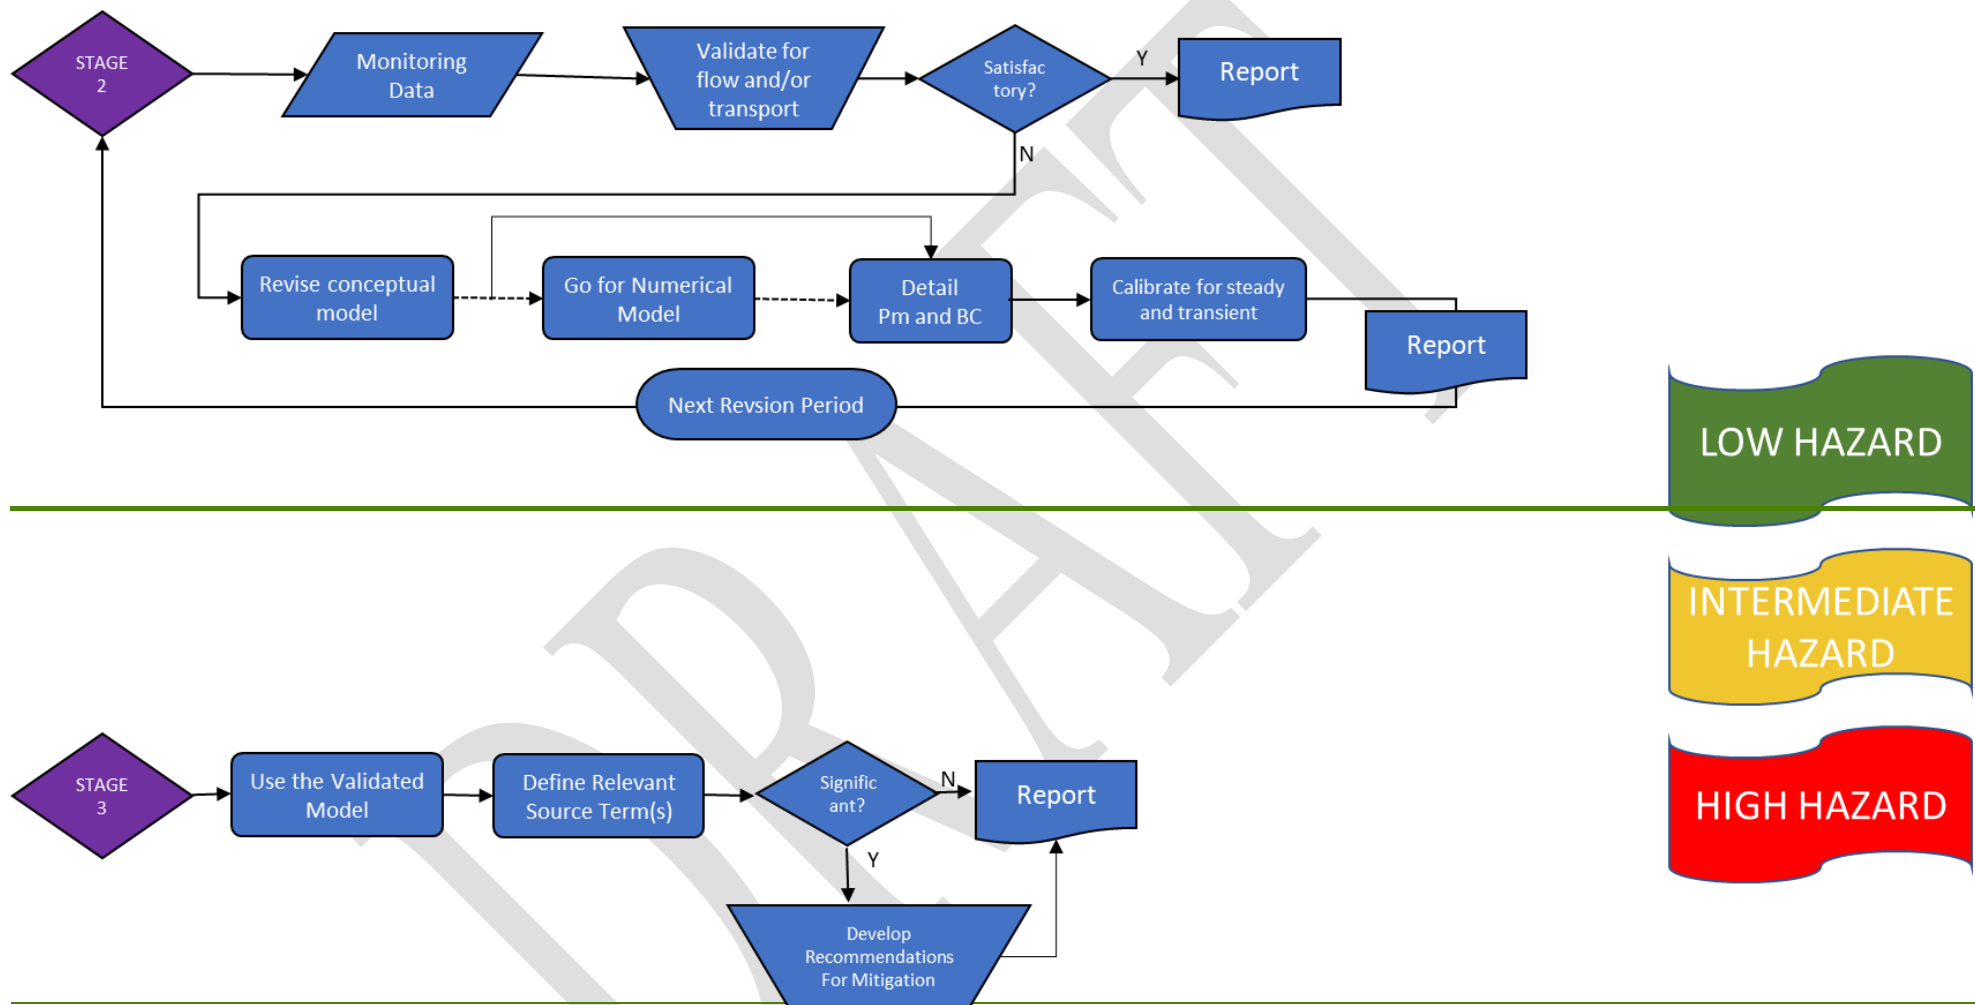 STAGE
2
Monitoring
Data
Validate for
flow and/or
transport
Satisfac
tory?
Y
Report
N
Revise conceptual
model
Go for Numerical
Model
Detail
Pm and BC
Calibrate for steady
and transient
Report
Next Revsion Period
LOW HAZARD
INTERMEDIATE
HAZARD
HIGH HAZARD
STAGE
3
Use the Validated
Model
Define Relevant
Source Term(s)
Signific
ant?
N
Report
Y
Develop
Recommendations
For Mitigation
DRAFT